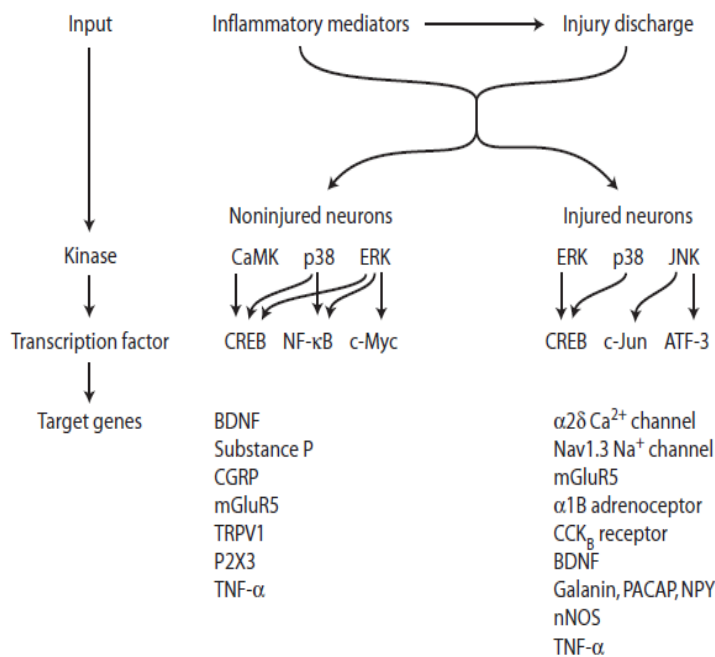 Input Inflammatory mediators Injury discharge
Noninjured neurons Injured neurons
Kinase CaMK p38 ERK ERK p38 JNK
Transcription factor CREB NF-κB c-Myc CREB c-Jun ATF-3
Target genes BDNF α2δ Ca²⁺ channel
Substance P Nav1.3 Na⁺ channel
CGRP mGluR5
mGluR5 α1B adrenoceptor
TRPV1 CCK_B receptor
P2X3 BDNF
TNF-α Galanin, PACAP, NPY
nNOS
TNF-α